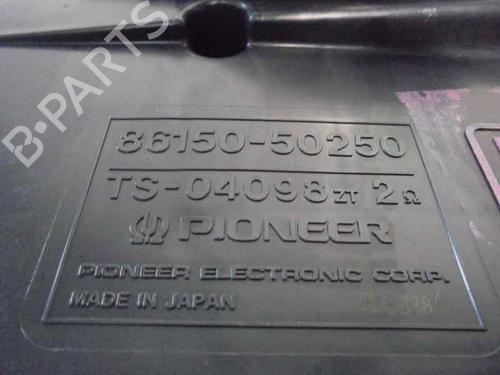 86150-50250
TS-04098ZT 2Ω
PIONEER
PIONEER ELECTRONIC CORP.
MADE IN JAPAN
B-PARTS